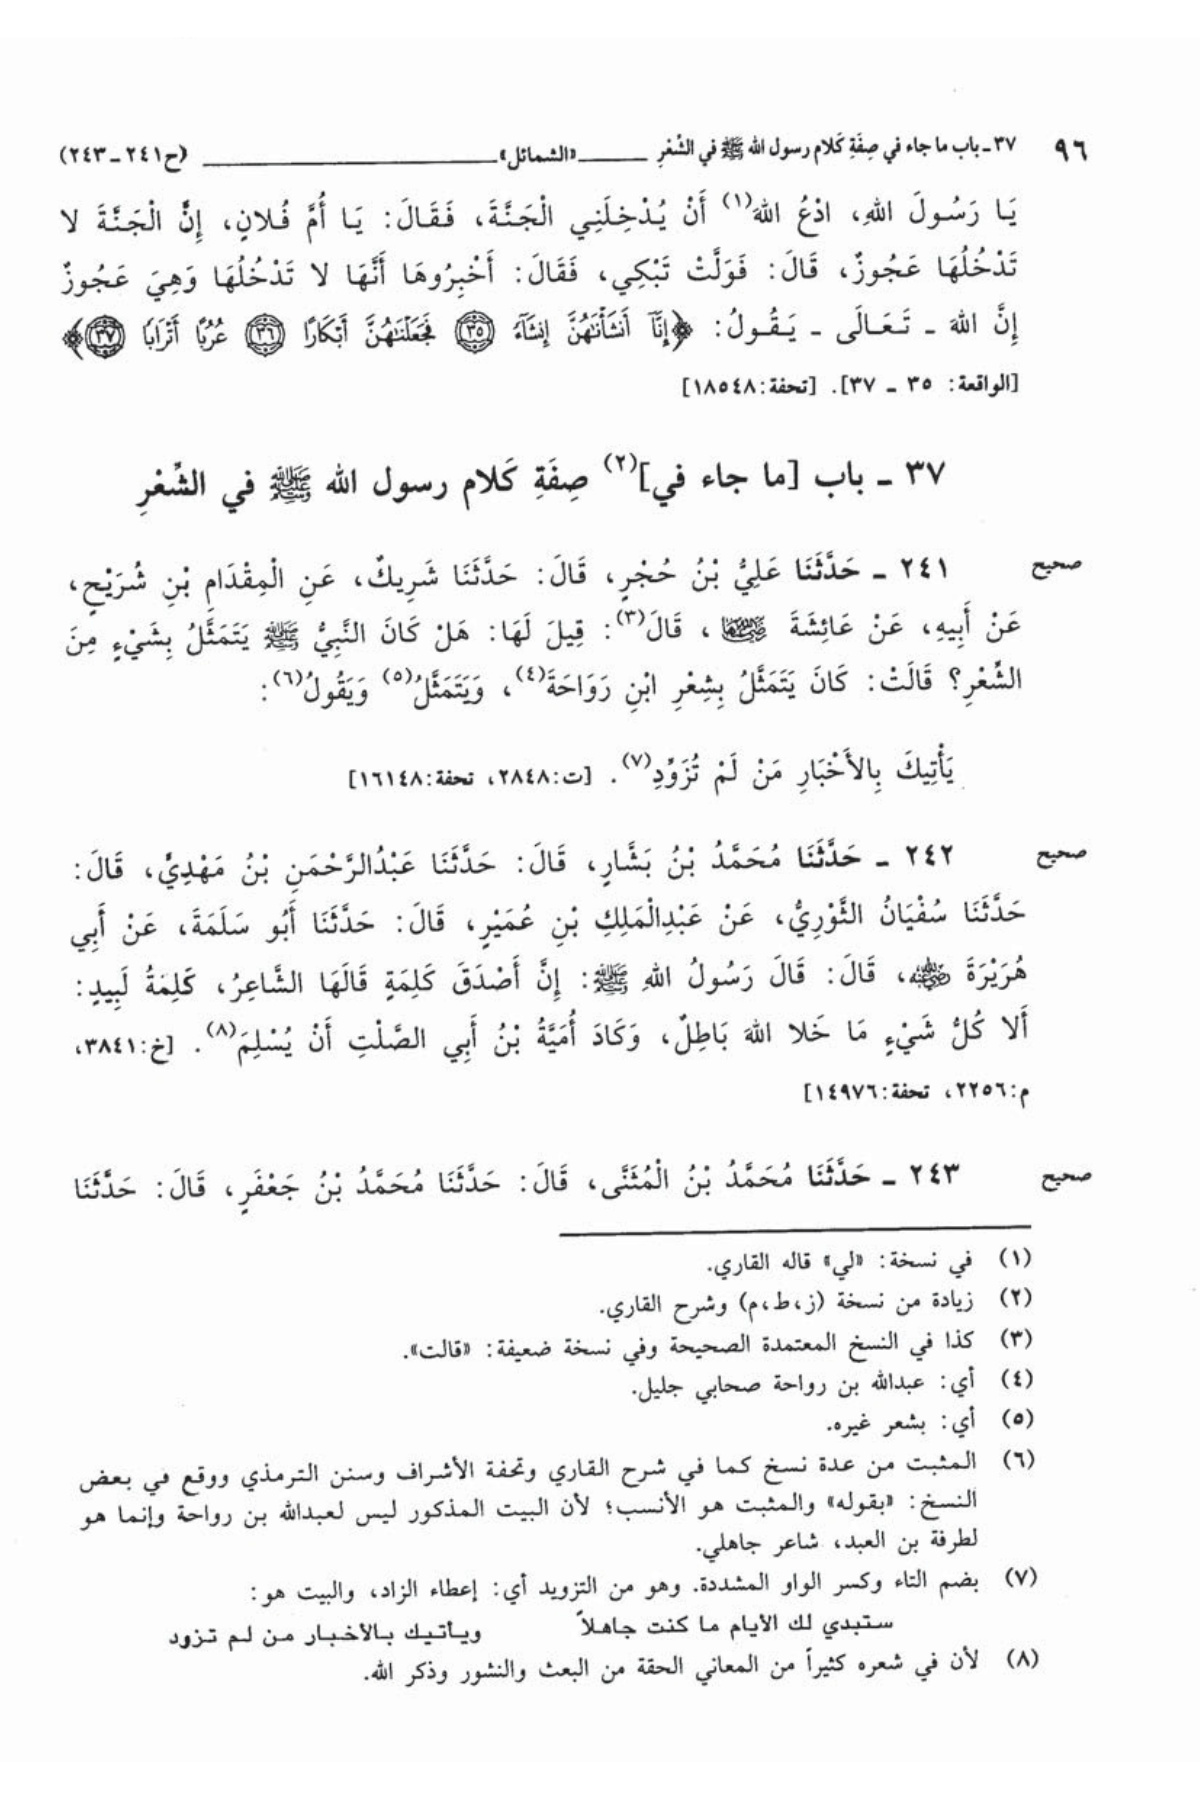 ٩٦ ٣٧ ـ باب ما جاء في صِفَةِ كَلام رسول الله ﷺ في الشِّعْرِ «الشمائل» (ح٢٤١ ـ ٢٤٣)
يَا رَسُولَ اللهِ، ادْعُ اللهَ(١) أَنْ يُدْخِلَنِي الْجَنَّةَ، فَقَالَ: يَا أُمَّ فُلانٍ، إِنَّ الْجَنَّةَ لا
تَدْخُلُهَا عَجُوزٌ، قَالَ: فَوَلَّتْ تَبْكِي، فَقَالَ: أَخْبِرُوهَا أَنَّهَا لا تَدْخُلُهَا وَهِيَ عَجُوزٌ
إِنَّ اللهَ ـ تَعَالَى ـ يَقُولُ: ﴿إِنَّآ أَنشَأْنَٰهُنَّ إِنشَآءً ٣٥ فَجَعَلْنَٰهُنَّ أَبْكَارًا ٣٦ عُرُبًا أَتْرَابًا ٣٧﴾
[الواقعة: ٣٥ ـ ٣٧]. [تحفة:١٨٥٤٨]
٣٧ ـ باب [ما جاء في](٢) صِفَةِ كَلام رسول الله ﷺ في الشِّعْرِ
صحيح ٢٤١ ـ حَدَّثَنَا عَلِيُّ بْنُ حُجْرٍ، قَالَ: حَدَّثَنَا شَرِيكٌ، عَنِ الْمِقْدَامِ بْنِ شُرَيْحٍ،
عَنْ أَبِيهِ، عَنْ عَائِشَةَ رضي الله عنها، قَالَ(٣): قِيلَ لَهَا: هَلْ كَانَ النَّبِيُّ ﷺ يَتَمَثَّلُ بِشَيْءٍ مِنَ
الشِّعْرِ؟ قَالَتْ: كَانَ يَتَمَثَّلُ بِشِعْرِ ابْنِ رَوَاحَةَ(٤)، وَيَتَمَثَّلُ(٥) وَيَقُولُ(٦):
يَأْتِيكَ بِالأَخْبَارِ مَنْ لَمْ تُزَوِّدِ(٧). [ت:٢٨٤٨، تحفة:١٦١٤٨]
صحيح ٢٤٢ ـ حَدَّثَنَا مُحَمَّدُ بْنُ بَشَّارٍ، قَالَ: حَدَّثَنَا عَبْدُالرَّحْمَنِ بْنُ مَهْدِيٍّ، قَالَ:
حَدَّثَنَا سُفْيَانُ الثَّوْرِيُّ، عَنْ عَبْدِالْمَلِكِ بْنِ عُمَيْرٍ، قَالَ: حَدَّثَنَا أَبُو سَلَمَةَ، عَنْ أَبِي
هُرَيْرَةَ رضي الله عنه، قَالَ: قَالَ رَسُولُ اللهِ ﷺ: إِنَّ أَصْدَقَ كَلِمَةٍ قَالَهَا الشَّاعِرُ، كَلِمَةُ لَبِيدٍ:
أَلا كُلُّ شَيْءٍ مَا خَلا اللهَ بَاطِلٌ، وَكَادَ أُمَيَّةُ بْنُ أَبِي الصَّلْتِ أَنْ يُسْلِمَ(٨). [خ:٣٨٤١،
م:٢٢٥٦، تحفة:١٤٩٧٦]
صحيح ٢٤٣ ـ حَدَّثَنَا مُحَمَّدُ بْنُ الْمُثَنَّى، قَالَ: حَدَّثَنَا مُحَمَّدُ بْنُ جَعْفَرٍ، قَالَ: حَدَّثَنَا
(١) في نسخة: «لي» قاله القاري.
(٢) زيادة من نسخة (ز،ط،م) وشرح القاري.
(٣) كذا في النسخ المعتمدة الصحيحة وفي نسخة ضعيفة: «قالت».
(٤) أي: عبدالله بن رواحة صحابي جليل.
(٥) أي: بشعر غيره.
(٦) المثبت من عدة نسخ كما في شرح القاري وتحفة الأشراف وسنن الترمذي ووقع في بعض
النسخ: «بقوله» والمثبت هو الأنسب؛ لأن البيت المذكور ليس لعبدالله بن رواحة وإنما هو
لطرفة بن العبد، شاعر جاهلي.
(٧) بضم التاء وكسر الواو المشددة. وهو من التزويد أي: إعطاء الزاد، والبيت هو:
ستبدي لك الأيام ما كنت جاهلاً ويأتيك بالأخبار من لم تزود
(٨) لأن في شعره كثيراً من المعاني الحقة من البعث والنشور وذكر الله.